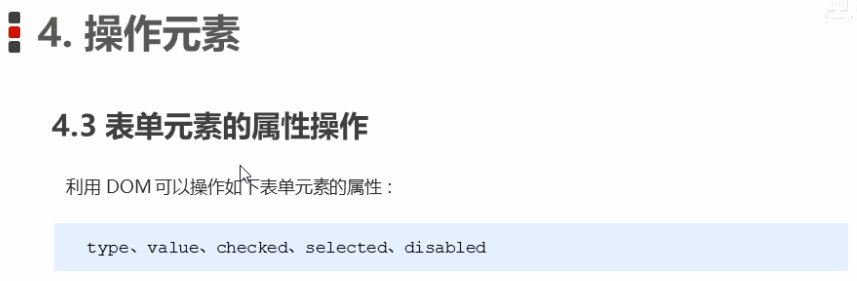 4. 操作元素
4.3 表单元素的属性操作
利用 DOM 可以操作如下表单元素的属性：
type、value、checked、selected、disabled